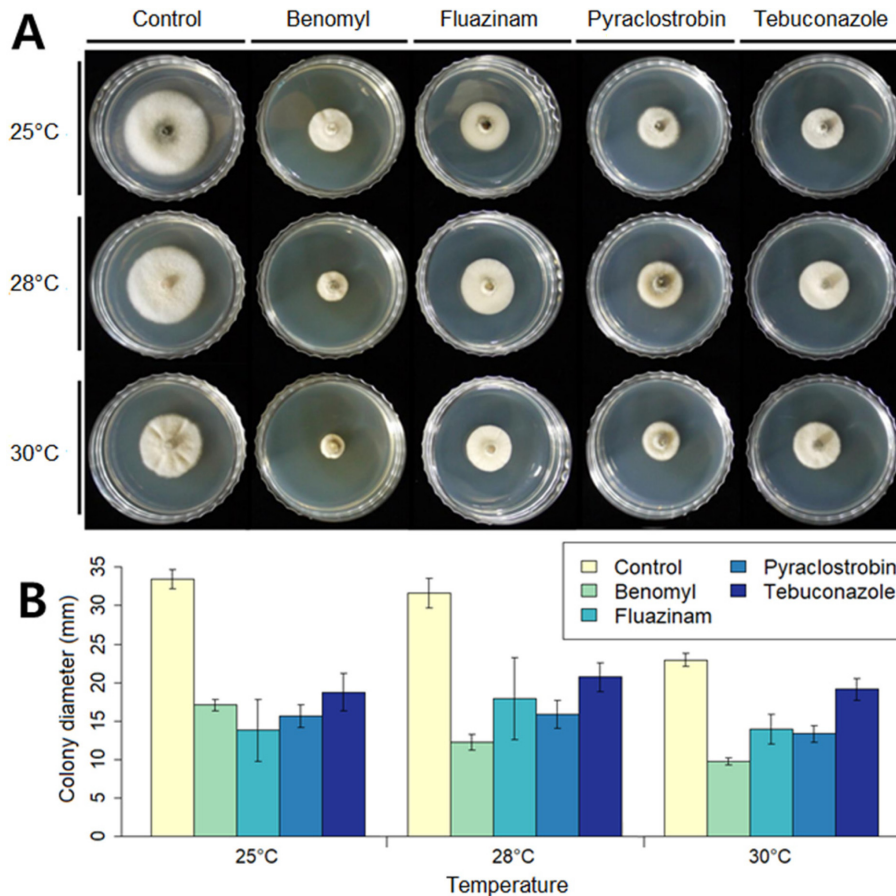 A
Control Benomyl Fluazinam Pyraclostrobin Tebuconazole
25°C
28°C
30°C
B
Colony diameter (mm)
35
30
25
20
15
10
5
0
Control
Benomyl
Fluazinam
Pyraclostrobin
Tebuconazole
25°C 28°C 30°C
Temperature